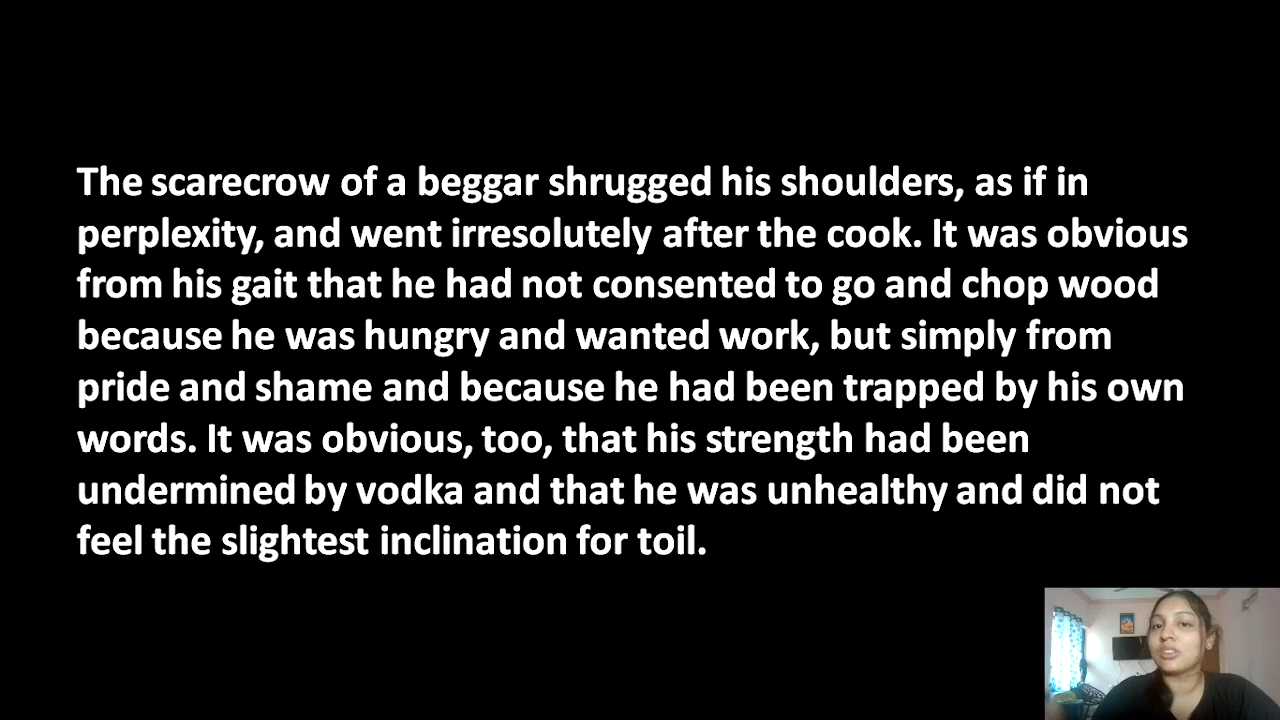 The scarecrow of a beggar shrugged his shoulders, as if in
perplexity, and went irresolutely after the cook. It was obvious
from his gait that he had not consented to go and chop wood
because he was hungry and wanted work, but simply from
pride and shame and because he had been trapped by his own
words. It was obvious, too, that his strength had been
undermined by vodka and that he was unhealthy and did not
feel the slightest inclination for toil.